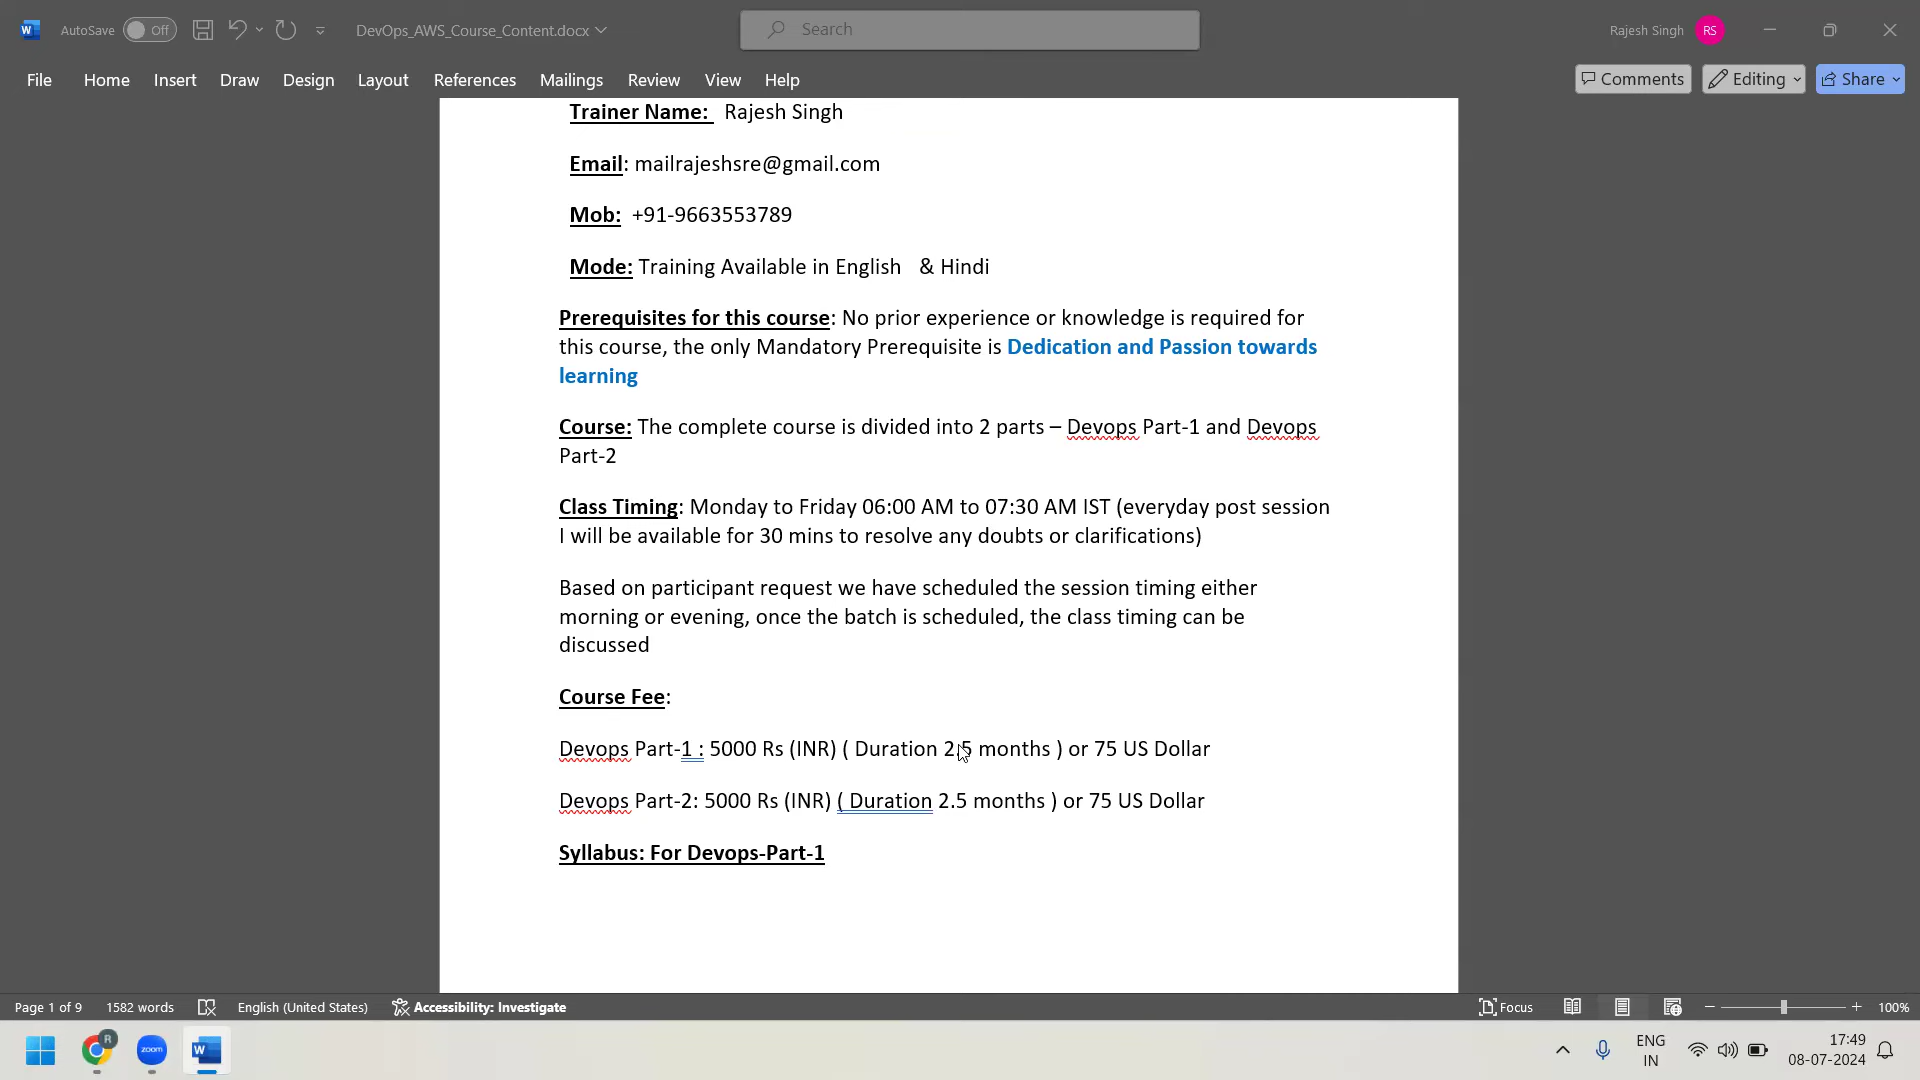 AutoSave Off DevOps_AWS_Course_Content.docx Search Rajesh Singh RS
File Home Insert Draw Design Layout References Mailings Review View Help Comments Editing Share
Trainer Name: Rajesh Singh
Email: mailrajeshsre@gmail.com
Mob: +91-9663553789
Mode: Training Available in English & Hindi
Prerequisites for this course: No prior experience or knowledge is required for
this course, the only Mandatory Prerequisite is Dedication and Passion towards
learning
Course: The complete course is divided into 2 parts – Devops Part-1 and Devops
Part-2
Class Timing: Monday to Friday 06:00 AM to 07:30 AM IST (everyday post session
I will be available for 30 mins to resolve any doubts or clarifications)
Based on participant request we have scheduled the session timing either
morning or evening, once the batch is scheduled, the class timing can be
discussed
Course Fee:
Devops Part-1 : 5000 Rs (INR) ( Duration 2.5 months ) or 75 US Dollar
Devops Part-2: 5000 Rs (INR) ( Duration 2.5 months ) or 75 US Dollar
Syllabus: For Devops-Part-1
Page 1 of 9 1582 words English (United States) Accessibility: Investigate Focus 100%
R zoom W ENG 17:49
IN 08-07-2024